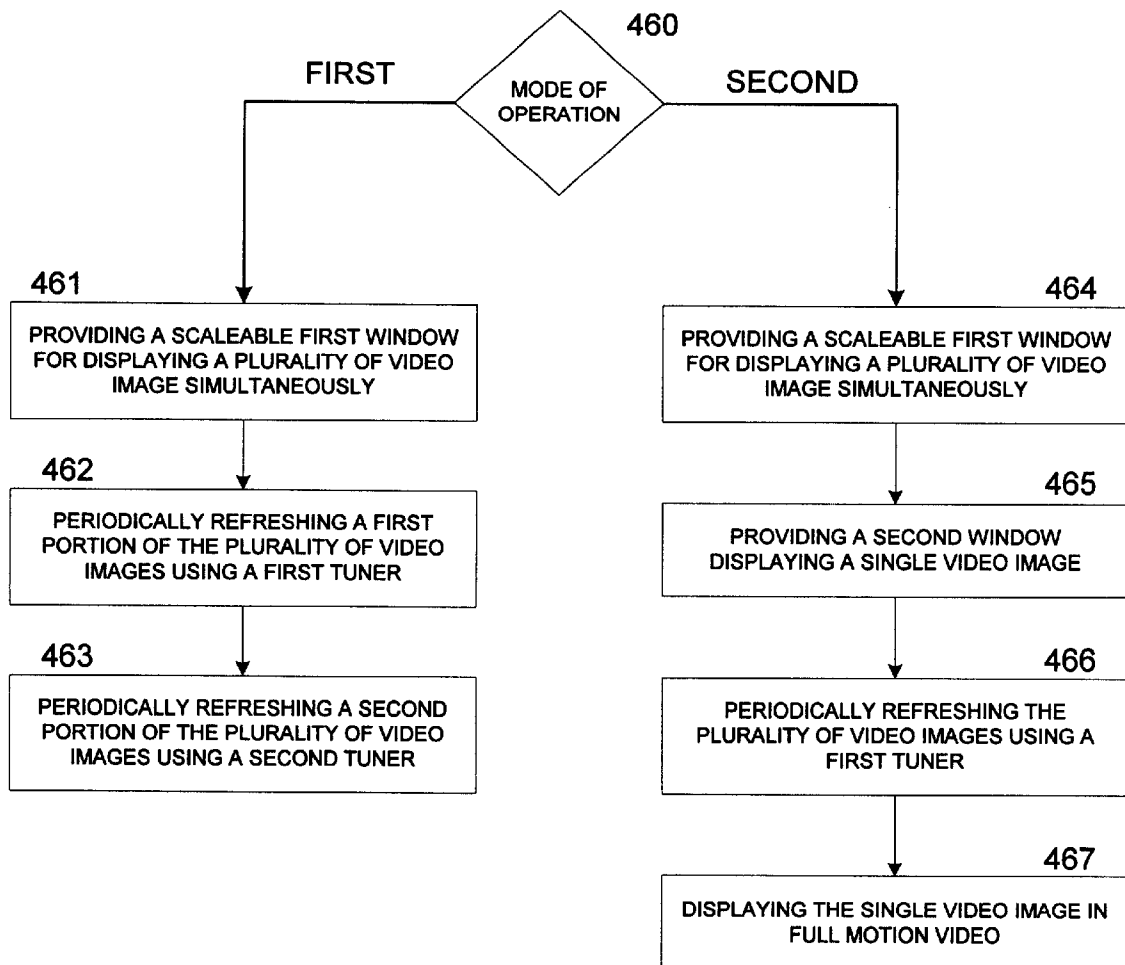 460
MODE OF
OPERATION
FIRST
SECOND
461
PROVIDING A SCALEABLE FIRST WINDOW
FOR DISPLAYING A PLURALITY OF VIDEO
IMAGE SIMULTANEOUSLY
462
PERIODICALLY REFRESHING A FIRST
PORTION OF THE PLURALITY OF VIDEO
IMAGES USING A FIRST TUNER
463
PERIODICALLY REFRESHING A SECOND
PORTION OF THE PLURALITY OF VIDEO
IMAGES USING A SECOND TUNER
464
PROVIDING A SCALEABLE FIRST WINDOW
FOR DISPLAYING A PLURALITY OF VIDEO
IMAGE SIMULTANEOUSLY
465
PROVIDING A SECOND WINDOW
DISPLAYING A SINGLE VIDEO IMAGE
466
PERIODICALLY REFRESHING THE
PLURALITY OF VIDEO IMAGES USING A
FIRST TUNER
467
DISPLAYING THE SINGLE VIDEO IMAGE IN
FULL MOTION VIDEO